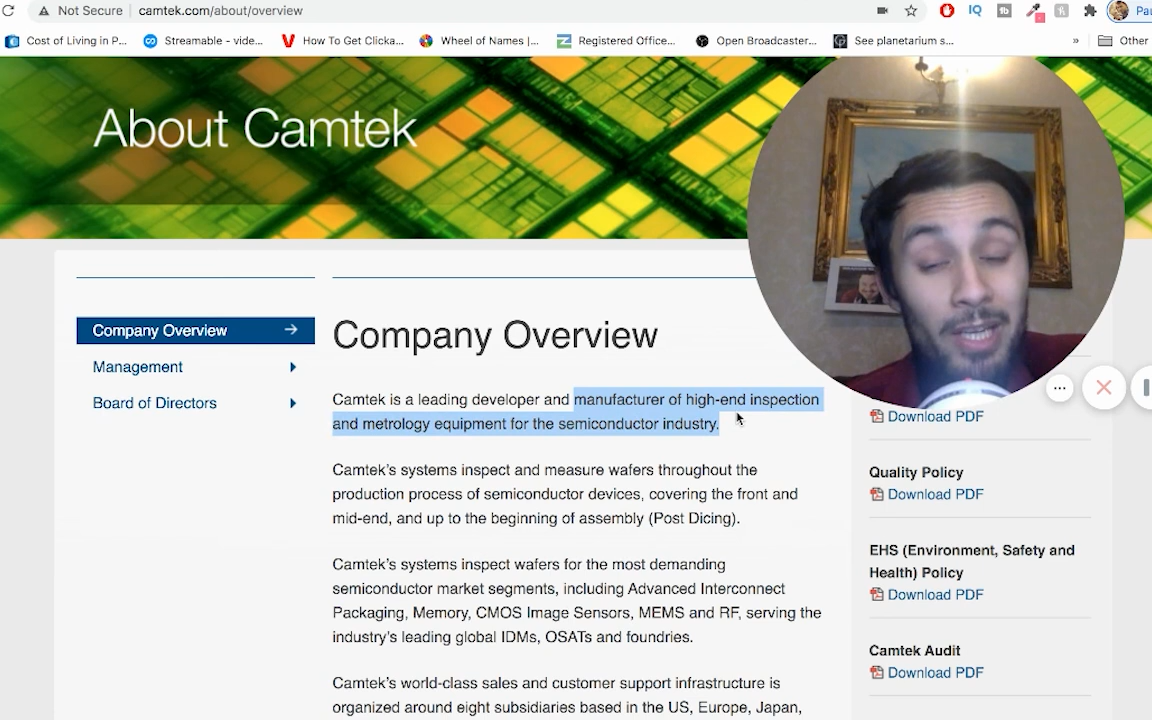 Not Secure | camtek.com/about/overview
IQ
Pau
Cost of Living in P...
Streamable - vide...
How To Get Clicka...
Wheel of Names |...
Registered Office...
Open Broadcaster...
See planetarium s...
»
Other
About Camtek
Company Overview
Management
Board of Directors
Company Overview
Camtek is a leading developer and manufacturer of high-end inspection
and metrology equipment for the semiconductor industry.
Camtek's systems inspect and measure wafers throughout the
production process of semiconductor devices, covering the front and
mid-end, and up to the beginning of assembly (Post Dicing).
Camtek's systems inspect wafers for the most demanding
semiconductor market segments, including Advanced Interconnect
Packaging, Memory, CMOS Image Sensors, MEMS and RF, serving the
industry's leading global IDMs, OSATs and foundries.
Camtek's world-class sales and customer support infrastructure is
organized around eight subsidiaries based in the US, Europe, Japan,
Download PDF
Quality Policy
Download PDF
EHS (Environment, Safety and
Health) Policy
Download PDF
Camtek Audit
Download PDF